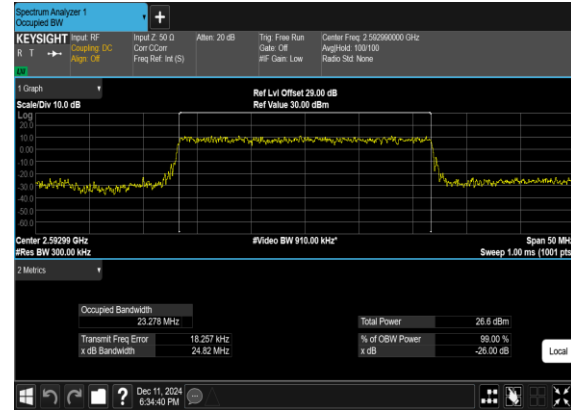 Spectrum Analyzer 1
Occupied BW
KEYSIGHT
R T
Input: RF
Coupling: DC
Align: Off
Input Z: 50 Ω
Corr CCorr
Freq Ref: Int (S)
Atten: 20 dB
Trig: Free Run
Gate: Off
#IF Gain: Low
Center Freq: 2.592990000 GHz
Avg|Hold: 100/100
Radio Std: None
1 Graph
Scale/Div 10.0 dB
Ref Lvl Offset 29.00 dB
Ref Value 30.00 dBm
Log
20.0
10.0
0.00
-10.0
-20.0
-30.0
-40.0
-50.0
-60.0
Center 2.59299 GHz
#Res BW 300.00 kHz
#Video BW 910.00 kHz*
Span 50 MHz
Sweep 1.00 ms (1001 pts
2 Metrics
Occupied Bandwidth
23.278 MHz
Transmit Freq Error 18.257 kHz
x dB Bandwidth 24.82 MHz
Total Power 26.6 dBm
% of OBW Power 99.00 %
x dB -26.00 dB
Local
Dec 11, 2024
6:34:40 PM